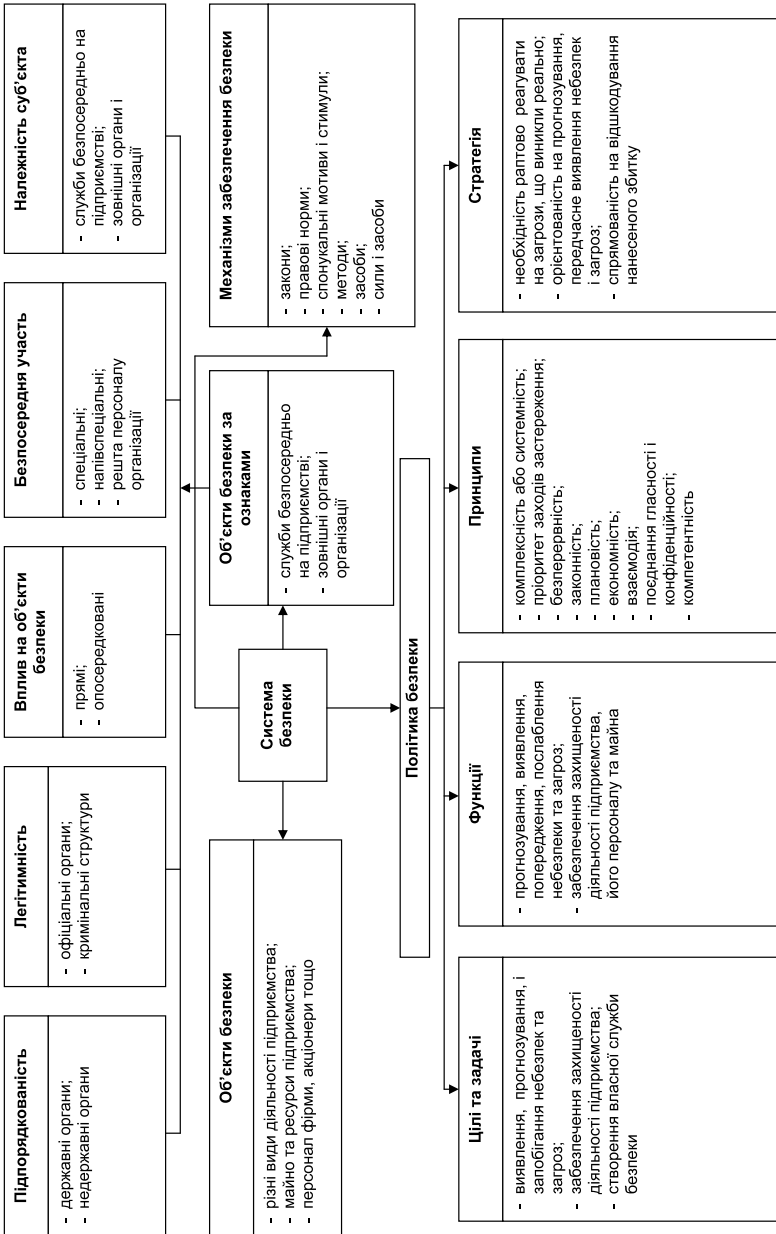 Підпорядкованість
- державні органи;
- недержавні органи
Легітимність
- офіціальні органи;
- кримінальні структури
Вплив на об’єкти
безпеки
- прямі;
- опосередковані
Безпосередня участь
- спеціальні;
- напівспеціальні;
- решта персоналу
організації
Належність суб’єкта
- служби безпосередньо на
підприємстві;
- зовнішні органи і
організації
Об’єкти безпеки
- різні види діяльності підприємства;
- майно та ресурси підприємства;
- персонал фірми, акціонери тощо
Система
безпеки
Об’єкти безпеки за
ознаками
- служби безпосередньо
на підприємстві;
- зовнішні органи і
організації
Механізми забезпечення безпеки
- закони;
- правові норми;
- спонукальні мотиви і стимули;
- методи;
- засоби;
- сили і засоби
Політика безпеки
Цілі та задачі
- виявлення, прогнозування, і
запобігання небезпек та
загроз;
- забезпечення захищеності
діяльності підприємства;
- створення власної служби
безпеки
Функції
- прогнозування, виявлення,
попередження, послаблення
небезпеки та загроз;
- забезпечення захищеності
діяльності підприємства,
його персоналу та майна
Принципи
- комплексність або системність;
- пріоритет заходів застереження;
- безперервність;
- законність;
- плановість;
- економність;
- взаємодія;
- поєднання гласності і
конфіденційності;
- компетентність
Стратегія
- необхідність раптово реагувати
на загрози, що виникли реально;
- орієнтованість на прогнозування,
передчасне виявлення небезпек
і загроз;
- спрямованість на відшкодування
нанесеного збитку